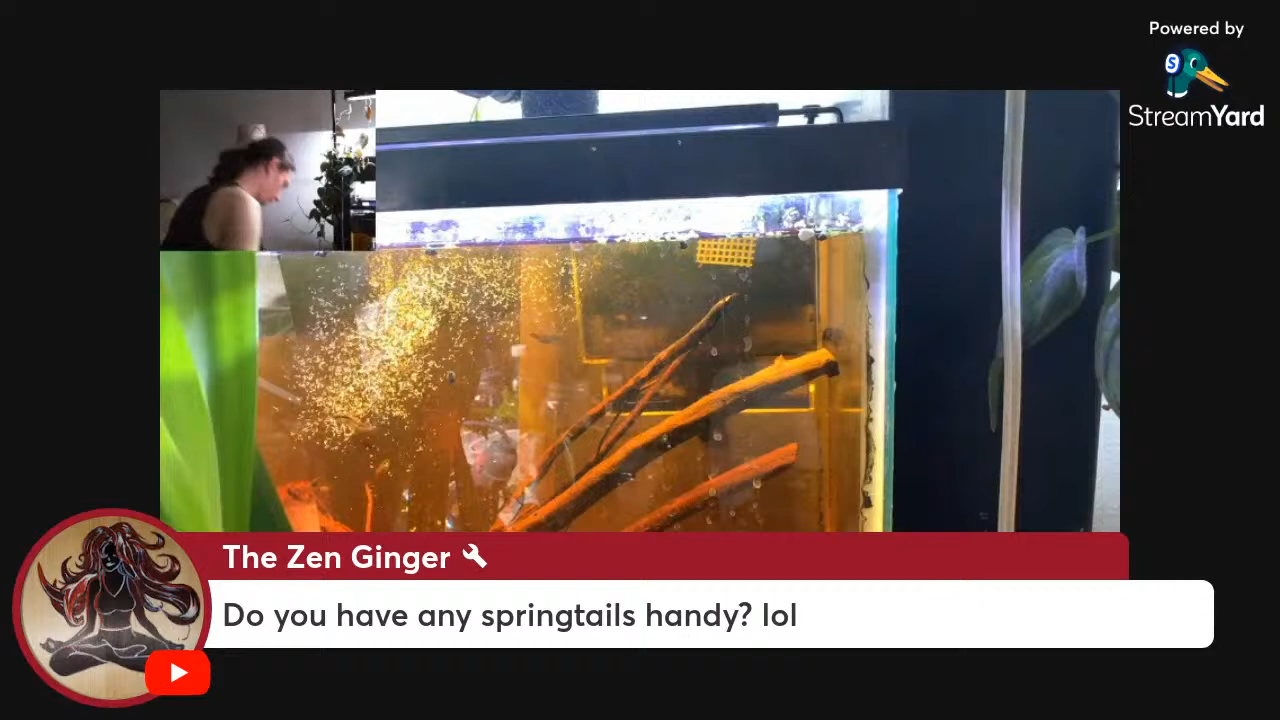 Powered by
StreamYard
The Zen Ginger
Do you have any springtails handy? lol